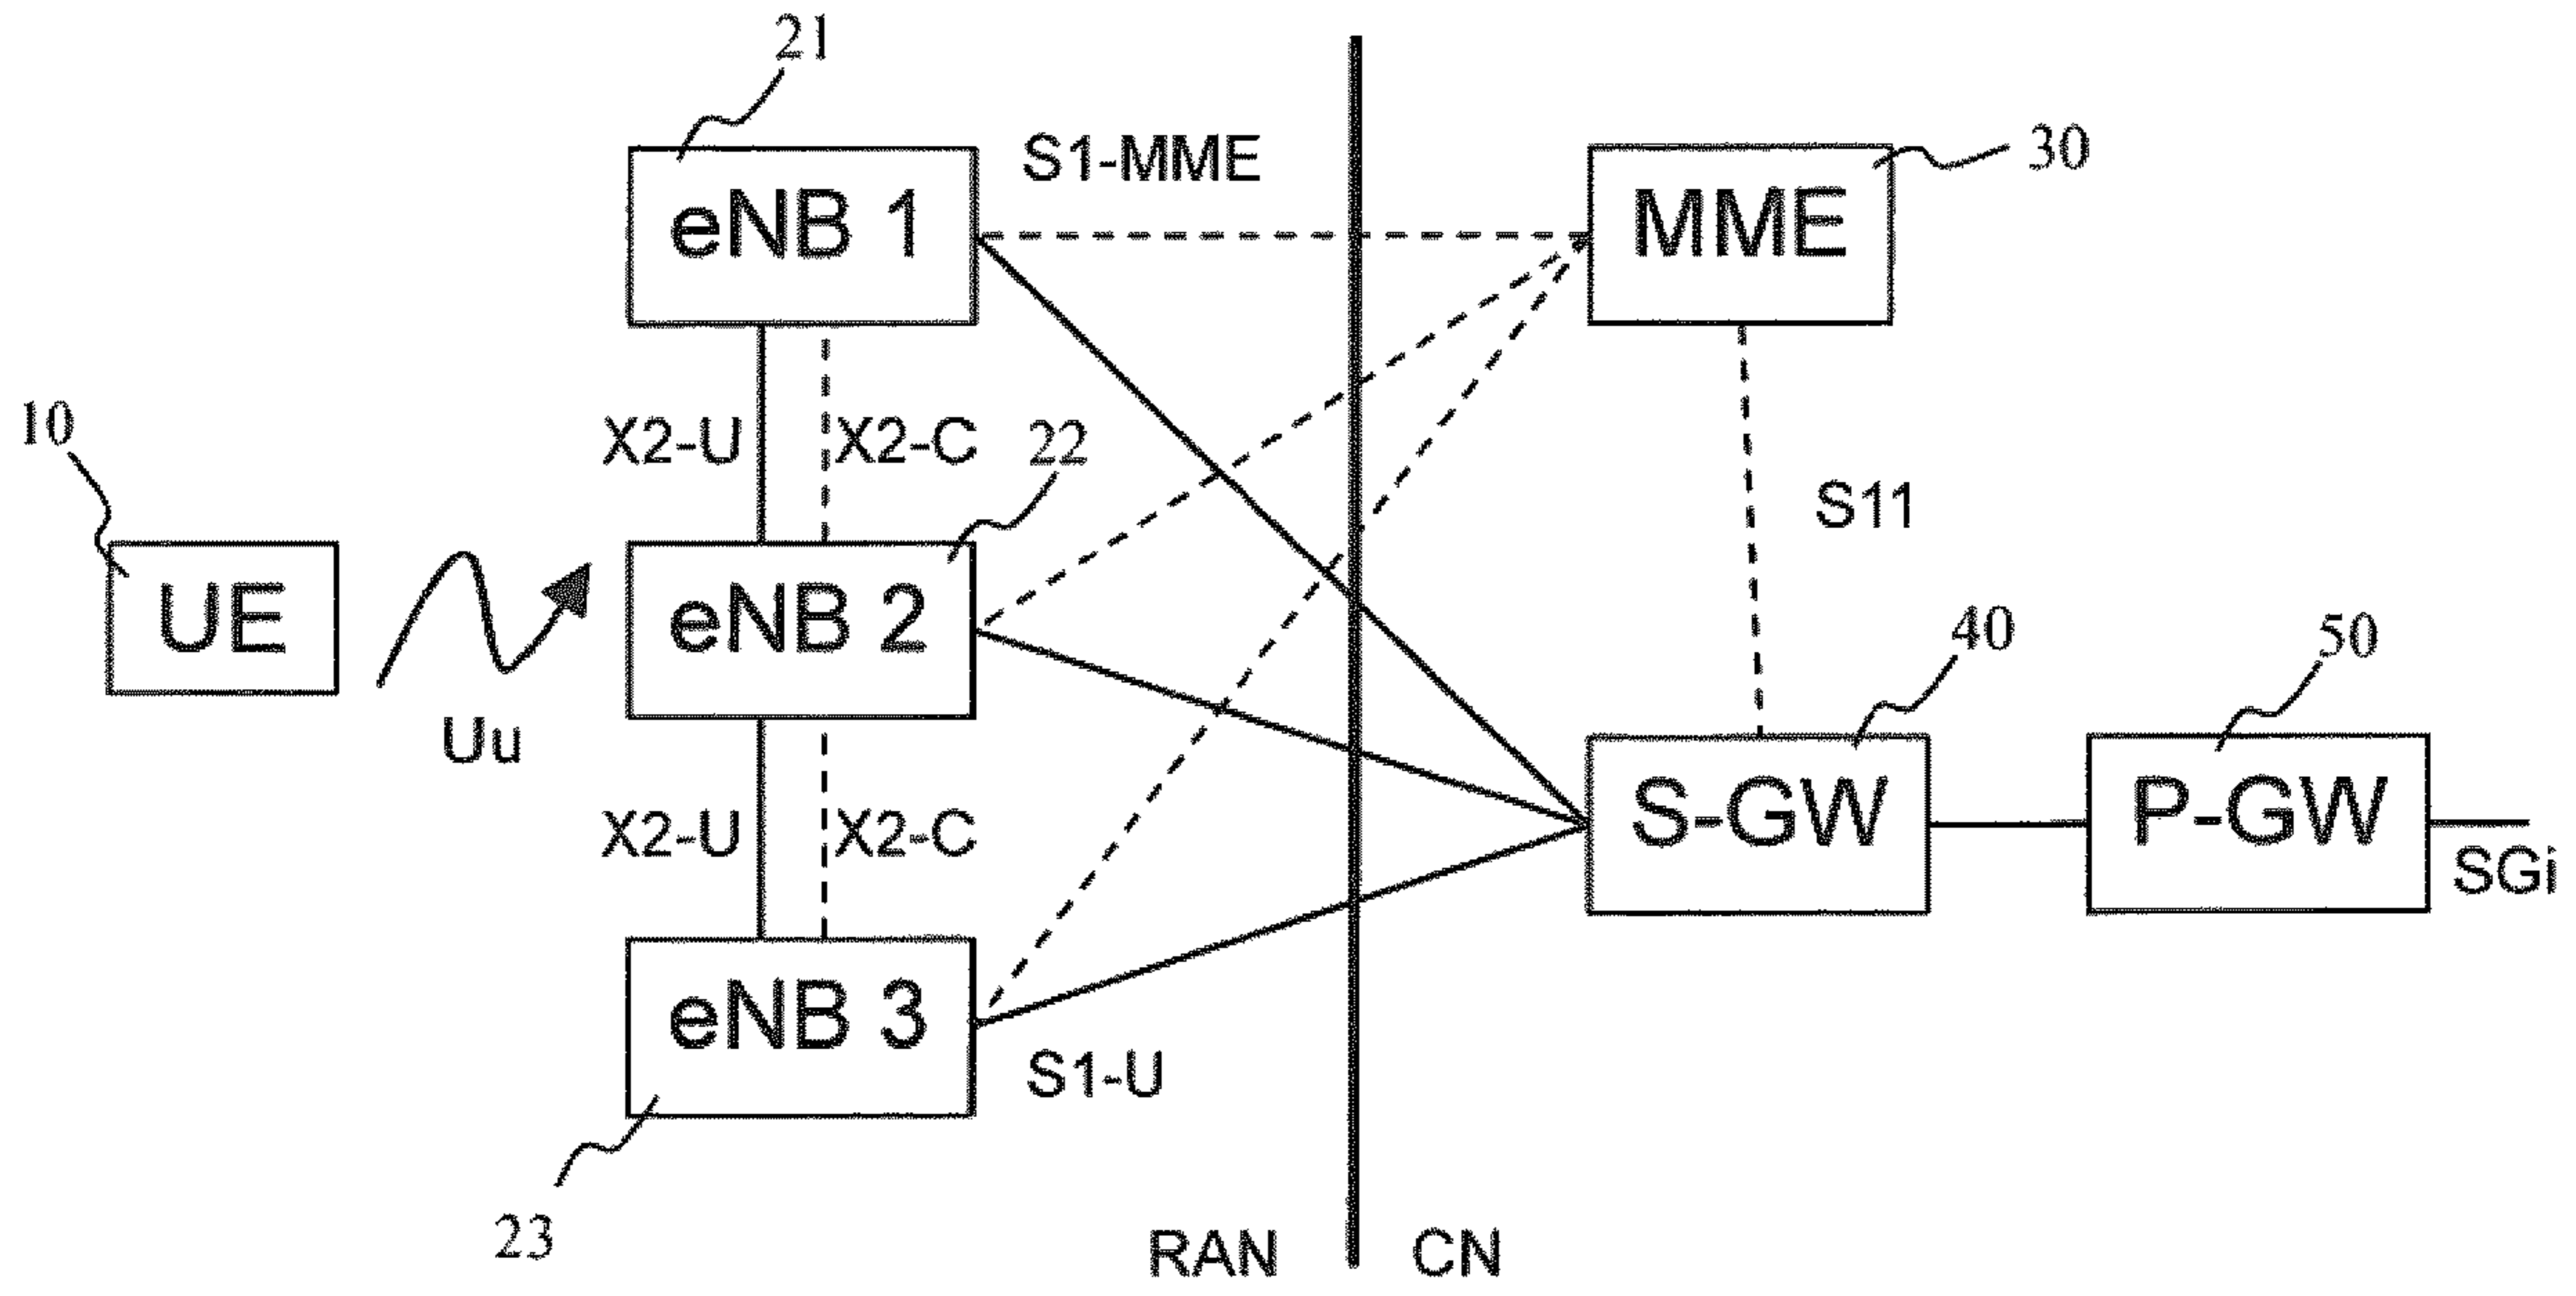 21
eNB 1
S1-MME
MME
30
10
X2-U
X2-C
22
S11
UE
Uu
eNB 2
40
50
X2-U
X2-C
S-GW
P-GW
SGi
eNB 3
S1-U
23
RAN
CN